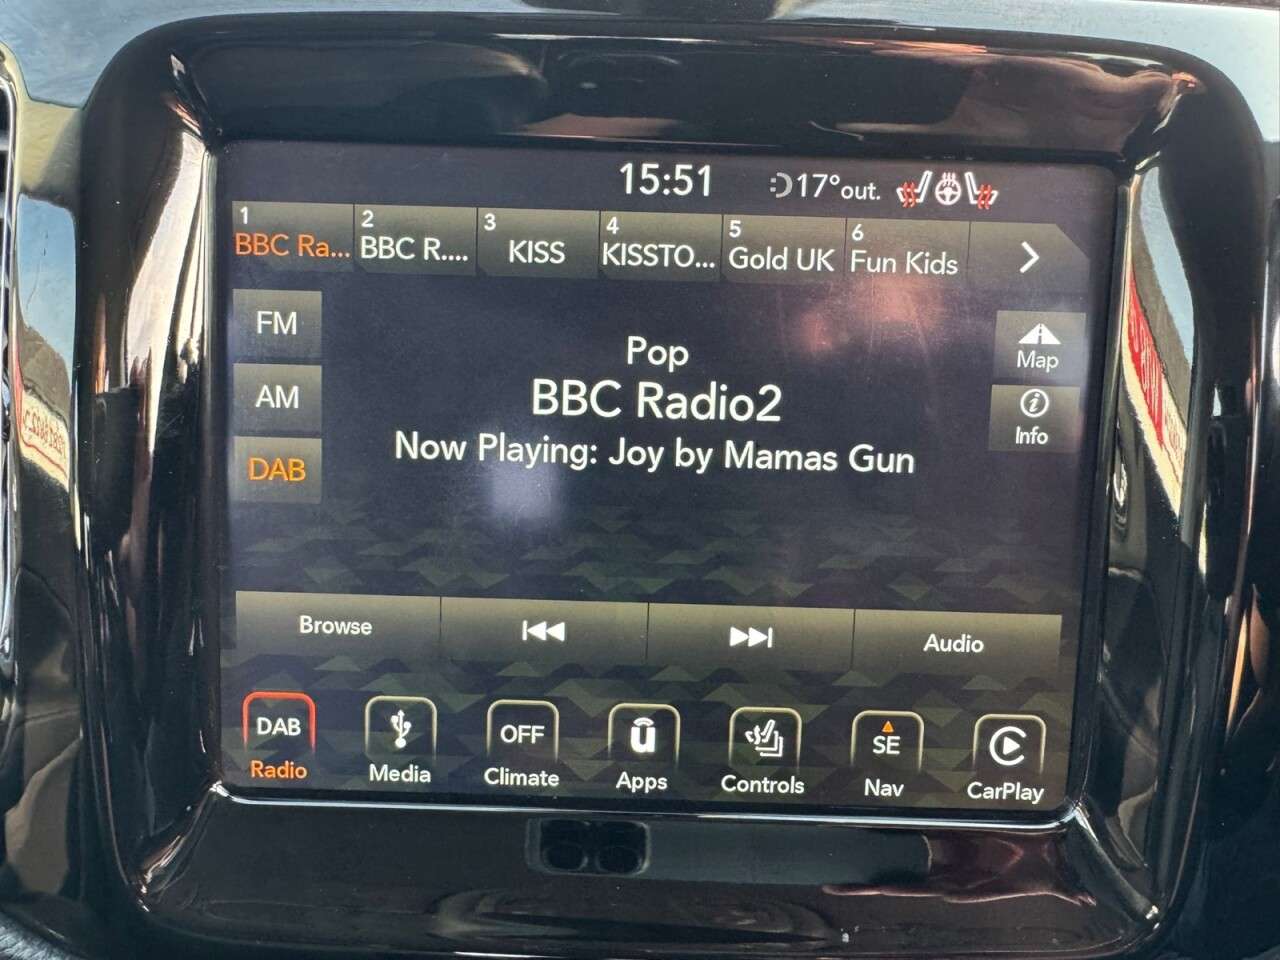 15:51 17°out.
1 2 3 4 5 6
BBC Ra... BBC R.... KISS KISSTO... Gold UK Fun Kids
FM
AM
DAB
Pop
BBC Radio2
Now Playing: Joy by Mamas Gun
Map
Info
Browse Audio
DAB OFF SE
Radio Media Climate Apps Controls Nav CarPlay